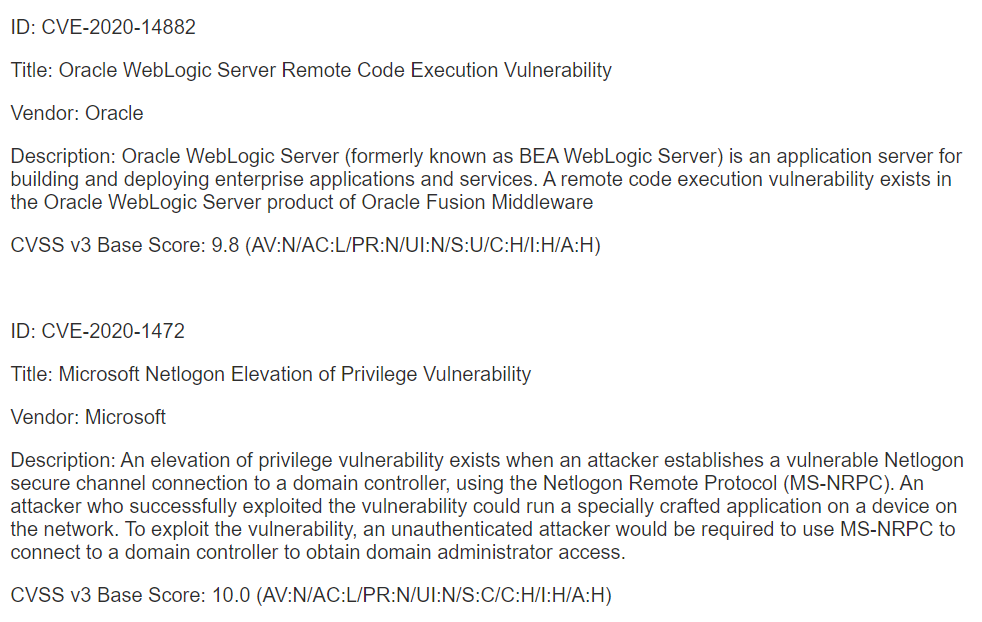 ID: CVE-2020-14882
Title: Oracle WebLogic Server Remote Code Execution Vulnerability
Vendor: Oracle
Description: Oracle WebLogic Server (formerly known as BEA WebLogic Server) is an application server for
building and deploying enterprise applications and services. A remote code execution vulnerability exists in
the Oracle WebLogic Server product of Oracle Fusion Middleware
CVSS v3 Base Score: 9.8 (AV:N/AC:L/PR:N/UI:N/S:U/C:H/I:H/A:H)
ID: CVE-2020-1472
Title: Microsoft Netlogon Elevation of Privilege Vulnerability
Vendor: Microsoft
Description: An elevation of privilege vulnerability exists when an attacker establishes a vulnerable Netlogon
secure channel connection to a domain controller, using the Netlogon Remote Protocol (MS-NRPC). An
attacker who successfully exploited the vulnerability could run a specially crafted application on a device on
the network. To exploit the vulnerability, an unauthenticated attacker would be required to use MS-NRPC to
connect to a domain controller to obtain domain administrator access.
CVSS v3 Base Score: 10.0 (AV:N/AC:L/PR:N/UI:N/S:C/C:H/I:H/A:H)